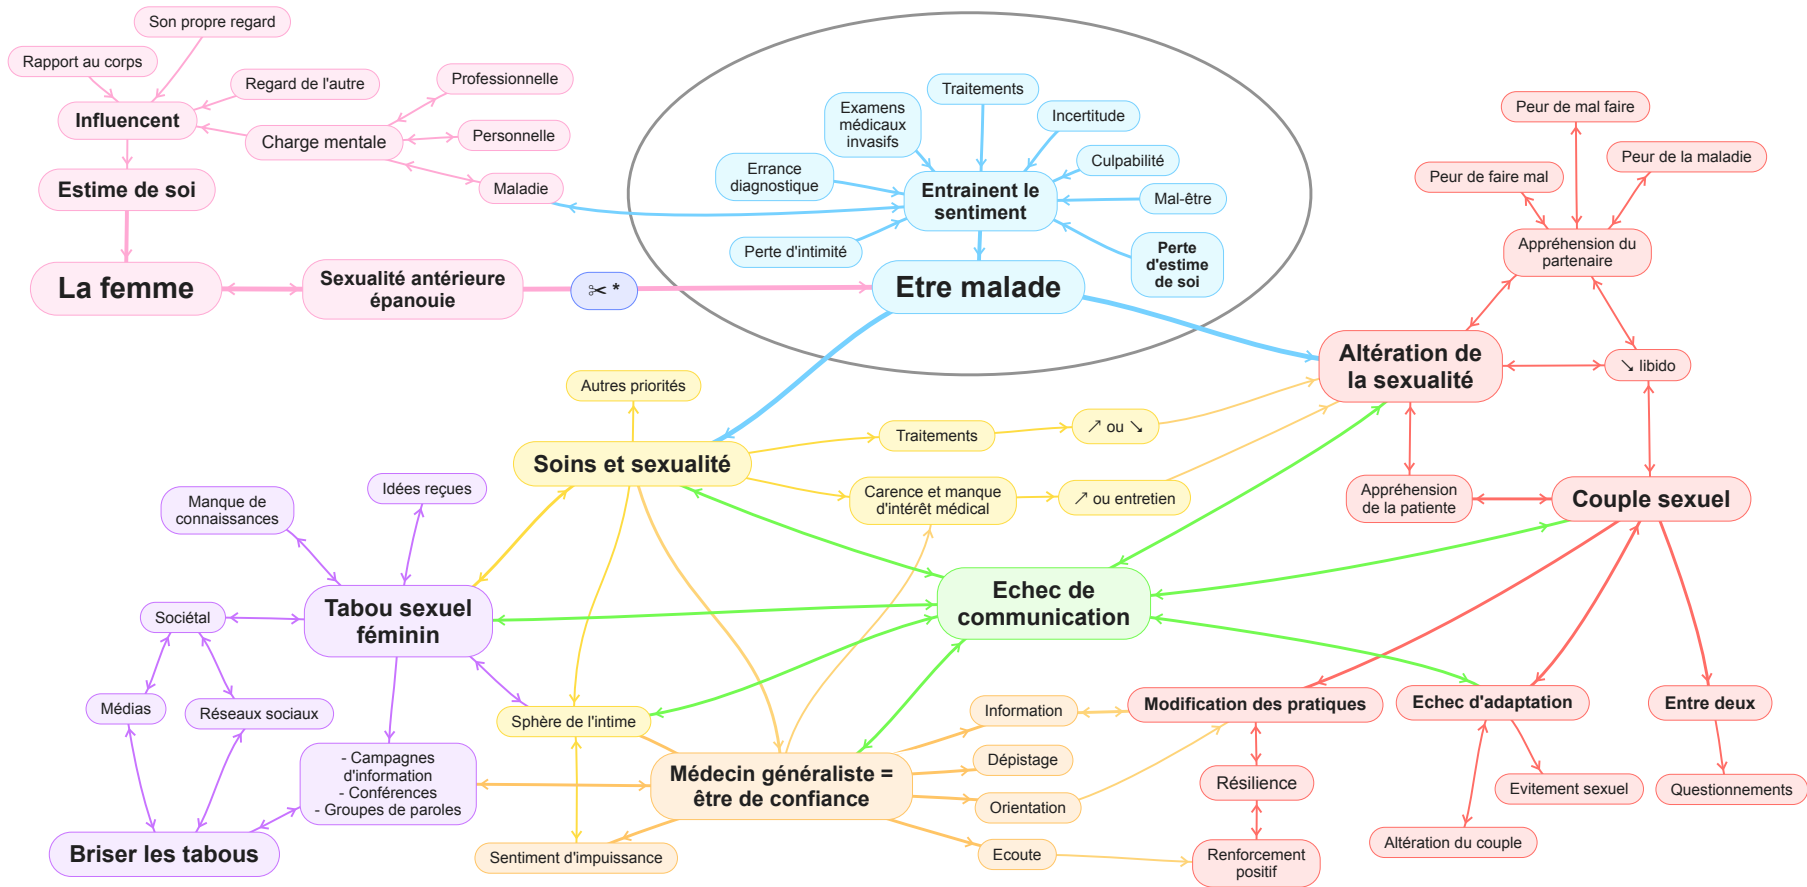 Son propre regard
Rapport au corps
Regard de l'autre
Professionnelle
Influencent
Charge mentale
Personnelle
Maladie
Estime de soi
La femme
Sexualité antérieure
épanouie
✂ *
Traitements
Examens
médicaux
invasifs
Incertitude
Errance
diagnostique
Culpabilité
Entrainent le
sentiment
Mal-être
Perte d'intimité
Perte
d'estime
de soi
Etre malade
Peur de mal faire
Peur de faire mal
Peur de la maladie
Appréhension du
partenaire
Altération de
la sexualité
↘ libido
Appréhension
de la patiente
Couple sexuel
Autres priorités
Soins et sexualité
Traitements
↗ ou ↘
Carence et manque
d'intérêt médical
↗ ou entretien
Manque de
connaissances
Idées reçues
Tabou sexuel
féminin
Sociétal
Médias
Réseaux sociaux
- Campagnes
d'information
- Conférences
- Groupes de paroles
Briser les tabous
Echec de
communication
Sphère de l'intime
Médecin généraliste =
être de confiance
Sentiment d'impuissance
Information
Dépistage
Orientation
Ecoute
Modification des pratiques
Résilience
Renforcement
positif
Echec d'adaptation
Evitement sexuel
Altération du couple
Entre deux
Questionnements